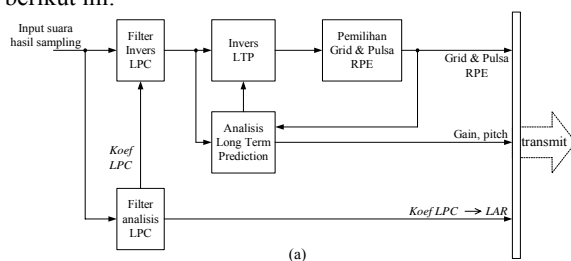 berikut ini.
Input suara
hasil sampling
Filter
Invers
LPC
Invers
LTP
Pemilihan
Grid & Pulsa
RPE
Grid & Pulsa
RPE
Analisis
Long Term
Prediction
Gain, pitch
transmit
Koef
LPC
Filter
analisis
LPC
Koef LPC → LAR
(a)